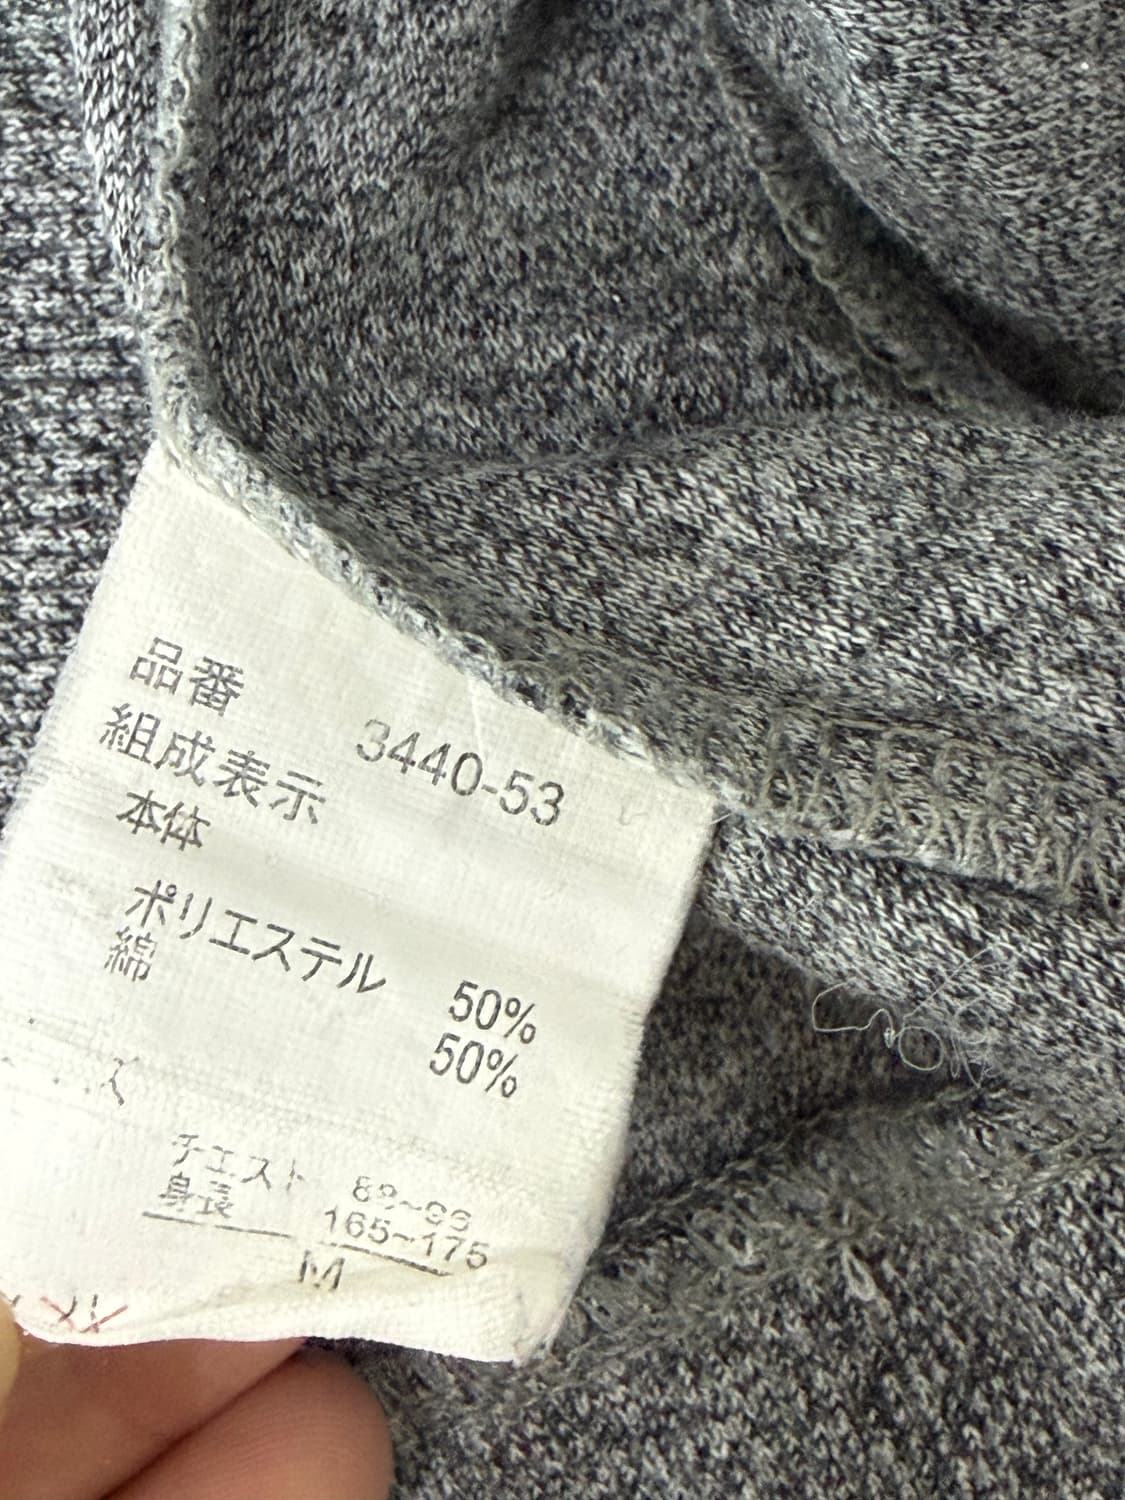 品番 3440-53
組成表示
本体
ポリエステル 50%
綿 50%
チエスト
身長 165~175
M